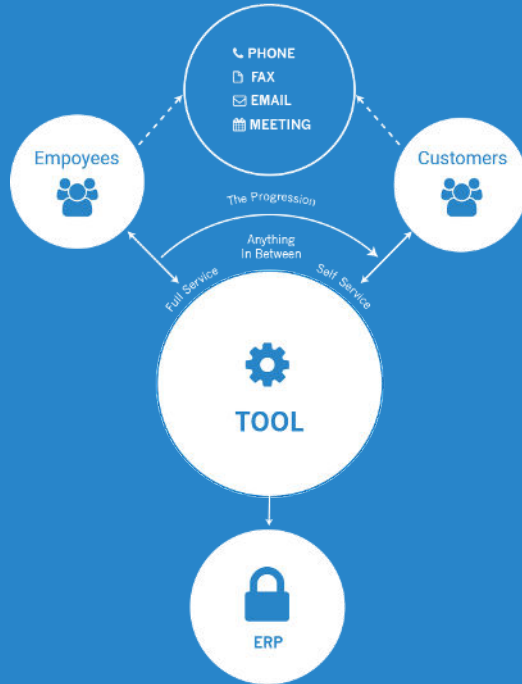 PHONE
FAX
EMAIL
MEETING
Empoyees
Customers
The Progression
Anything
In Between
Full Service
Self Service
TOOL
ERP